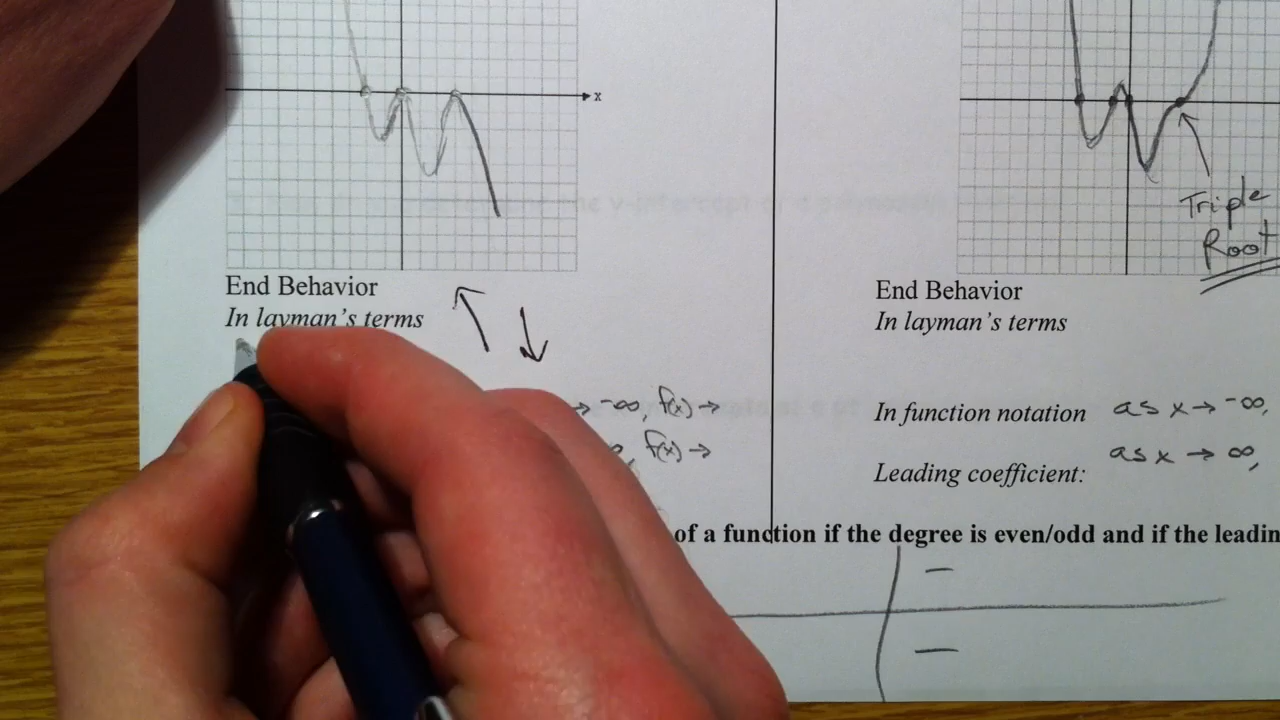 x
Triple
Root
End Behavior
In layman's terms
→ -∞, f(x) →
∞, f(x) →
End Behavior
In layman's terms
In function notation as x → -∞,
as x → ∞,
Leading coefficient:
of a function if the degree is even/odd and if the leadin
—
—